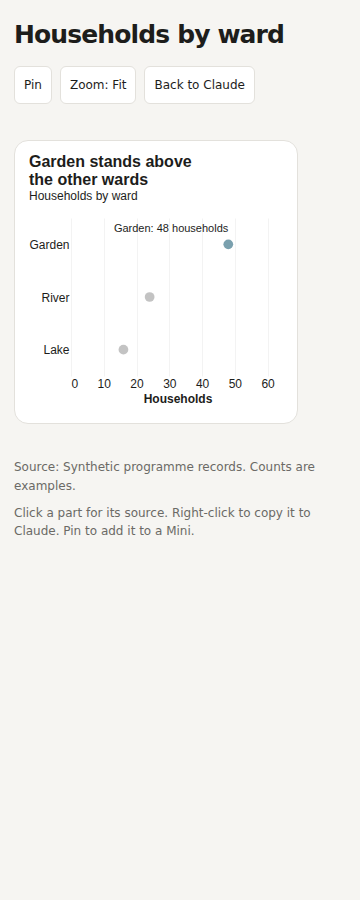 Households by ward
Pin
Zoom: Fit
Back to Claude
Garden stands above
the other wards
Households by ward
Garden: 48 households
Garden
River
Lake
0 10 20 30 40 50 60
Households
Source: Synthetic programme records. Counts are
examples.
Click a part for its source. Right-click to copy it to
Claude. Pin to add it to a Mini.